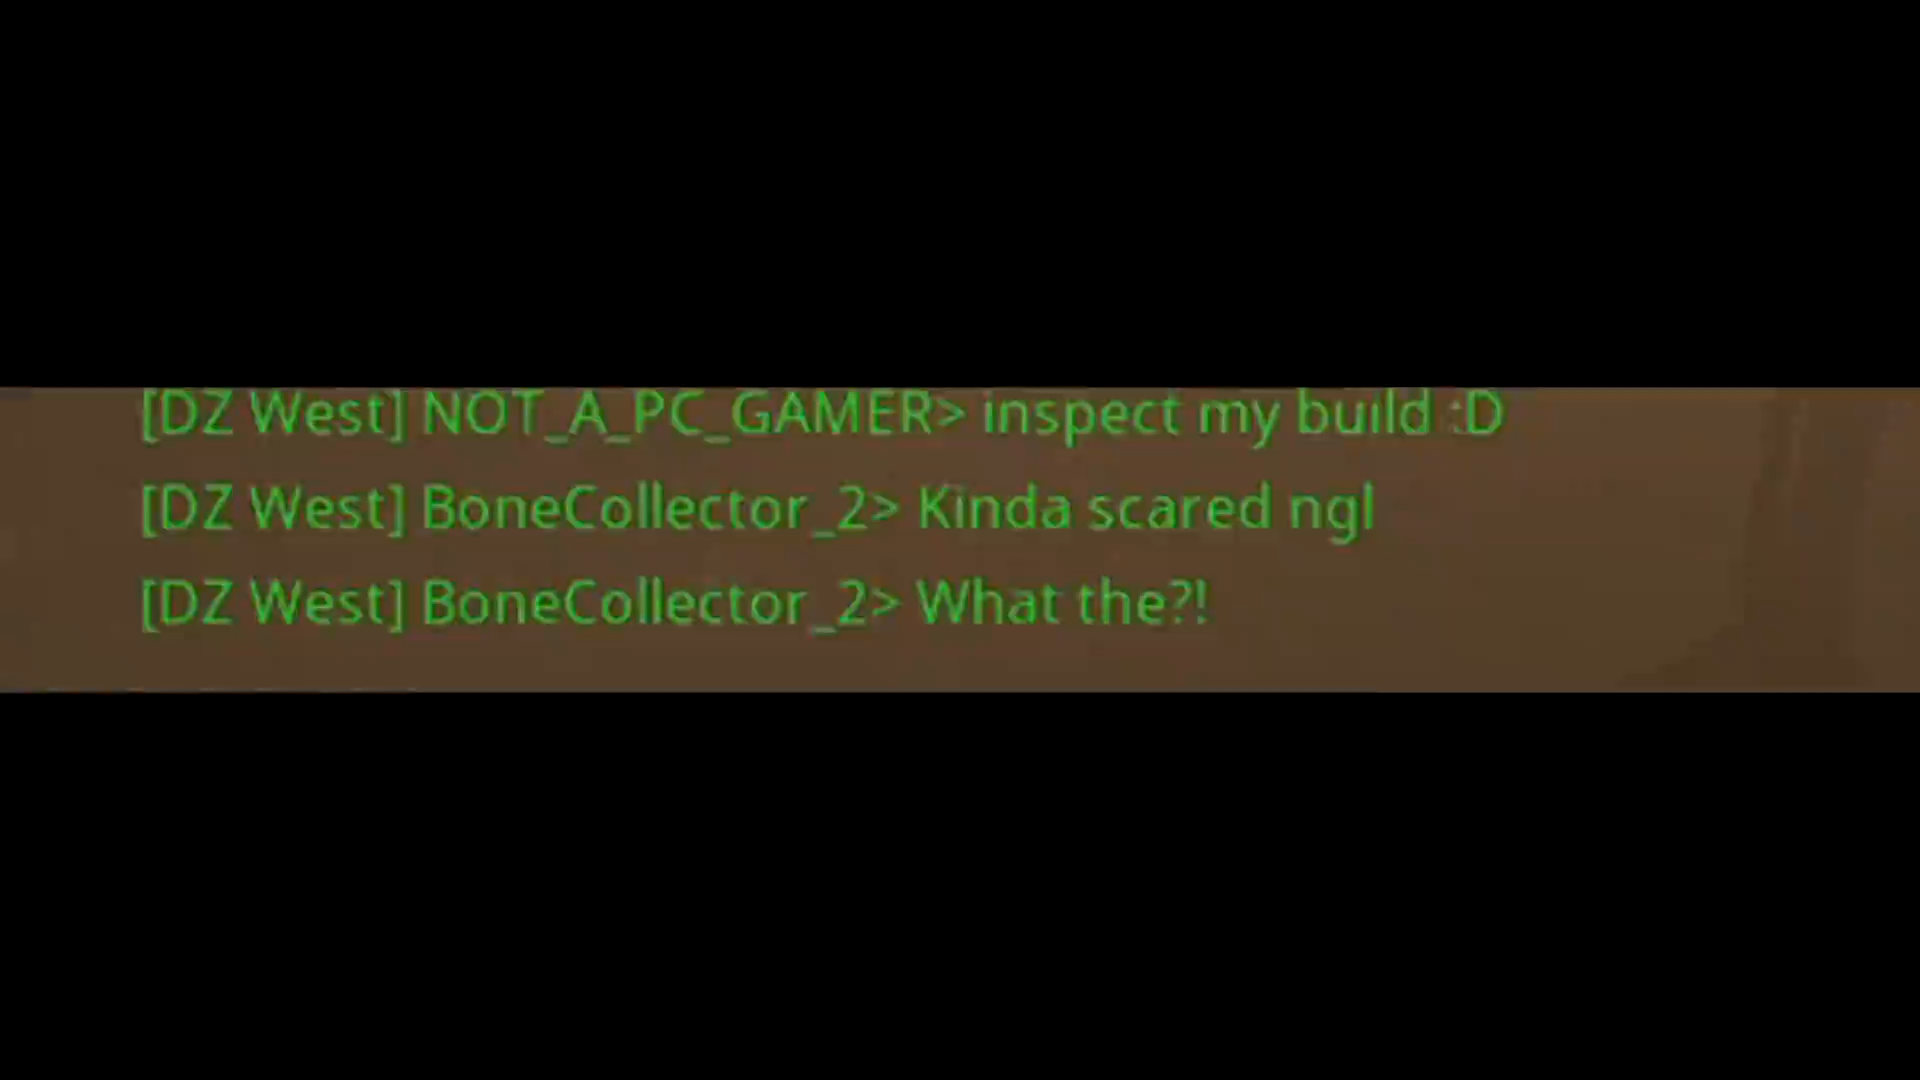 [DZ West] NOT_A_PC_GAMER> inspect my build :D
[DZ West] BoneCollector_2> Kinda scared ngl
[DZ West] BoneCollector_2> What the?!